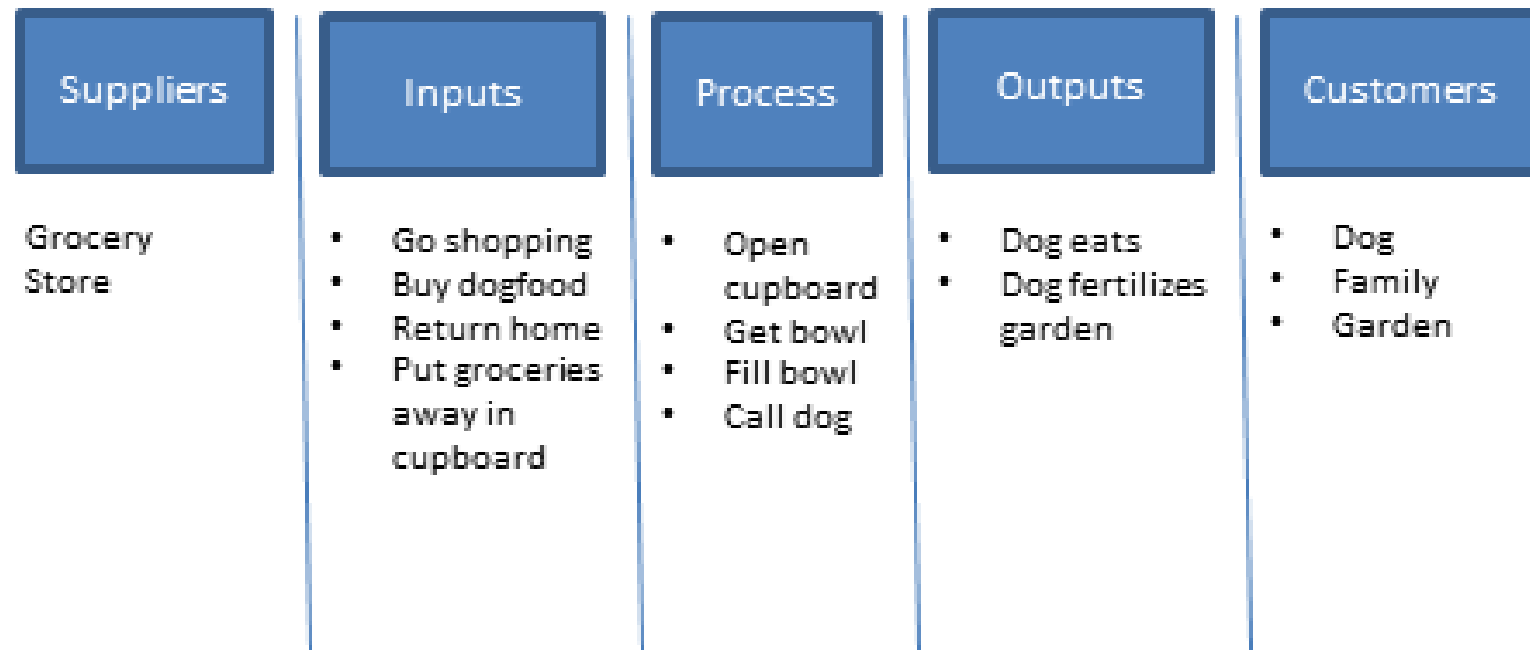 Suppliers
Inputs
Process
Outputs
Customers
Grocery
Store
• Go shopping
• Buy dogfood
• Return home
• Put groceries
away in
cupboard
• Open
cupboard
• Get bowl
• Fill bowl
• Call dog
• Dog eats
• Dog fertilizes
garden
• Dog
• Family
• Garden